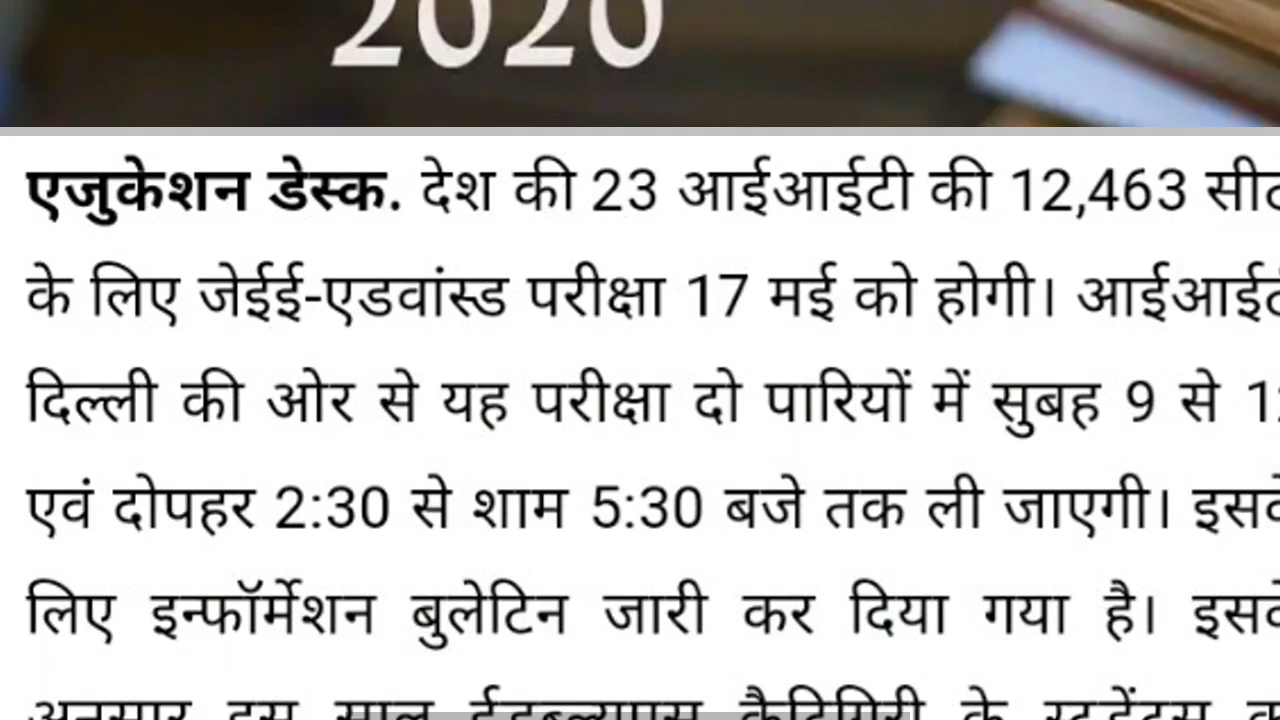 2020
एजुकेशन डेस्क. देश की 23 आईआईटी की 12,463
के लिए जेईई-एडवांस्ड परीक्षा 17 मई को होगी।
दिल्ली की ओर से यह परीक्षा दो पारियों में सुबह 9 से
एवं दोपहर 2:30 से शाम 5:30 बजे तक ली जाएगी।
लिए इन्फॉर्मेशन बुलेटिन जारी कर दिया गया है।